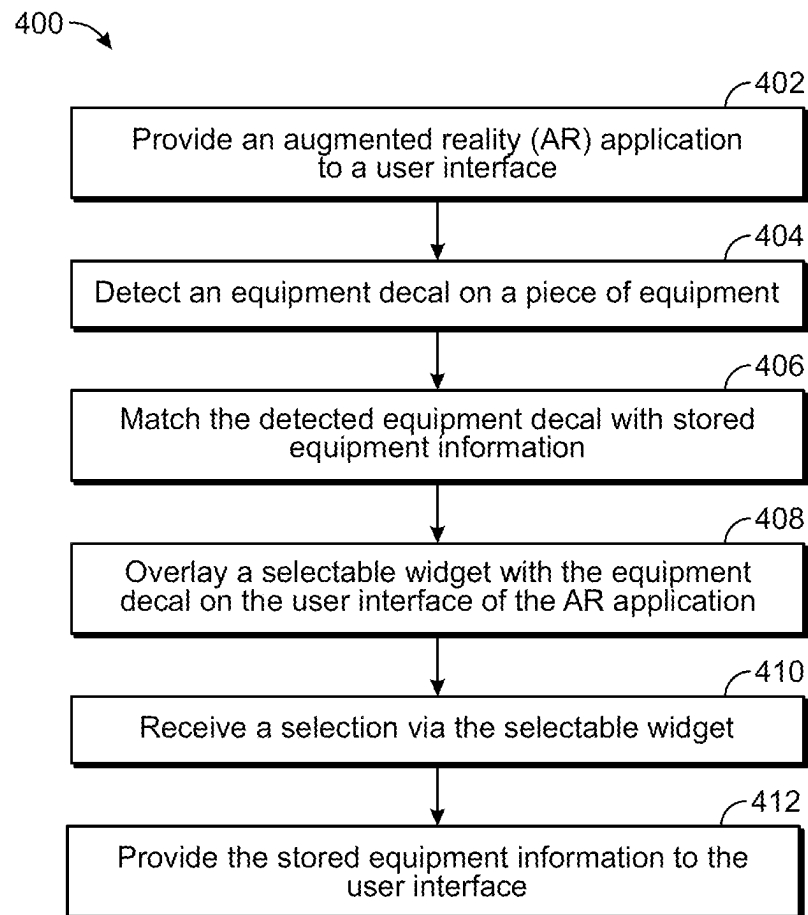 400
402
Provide an augmented reality (AR) application
to a user interface
404
Detect an equipment decal on a piece of equipment
406
Match the detected equipment decal with stored
equipment information
408
Overlay a selectable widget with the equipment
decal on the user interface of the AR application
410
Receive a selection via the selectable widget
412
Provide the stored equipment information to the
user interface